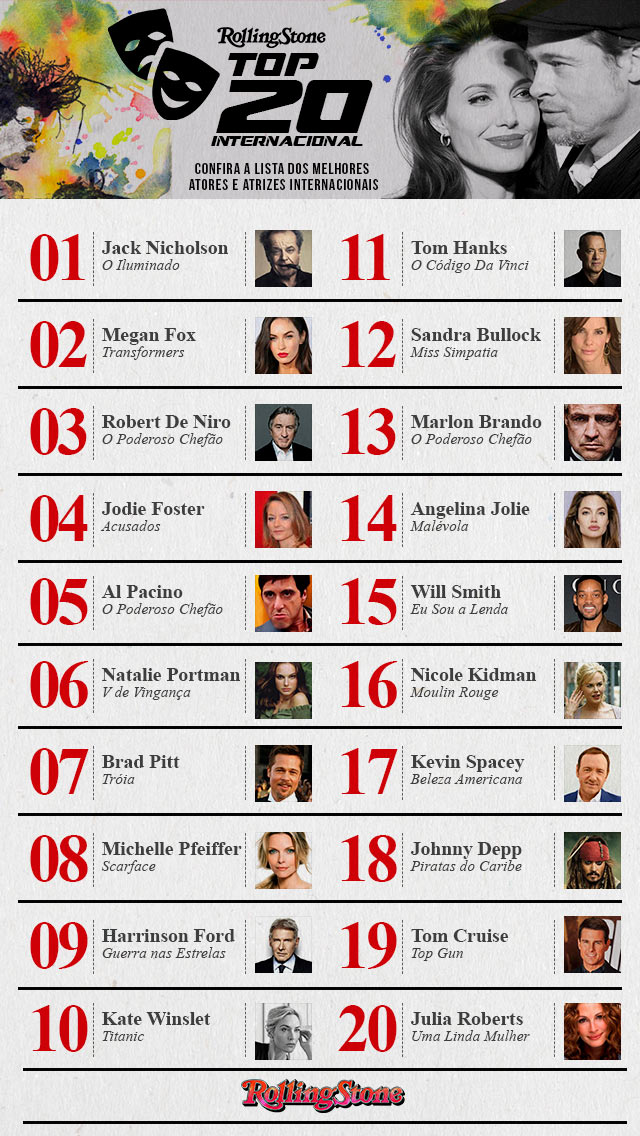 RollingStone
TOP
20
INTERNACIONAL
CONFIRA A LISTA DOS MELHORES
ATORES E ATRIZES INTERNACIONAIS
01
Jack Nicholson
O Iluminado
02
Megan Fox
Transformers
03
Robert De Niro
O Poderoso Chefão
04
Jodie Foster
Acusados
05
Al Pacino
O Poderoso Chefão
06
Natalie Portman
V de Vingança
07
Brad Pitt
Tróia
08
Michelle Pfeiffer
Scarface
09
Harrinson Ford
Guerra nas Estrelas
10
Kate Winslet
Titanic
11
Tom Hanks
O Código Da Vinci
12
Sandra Bullock
Miss Simpatia
13
Marlon Brando
O Poderoso Chefão
14
Angelina Jolie
Malévola
15
Will Smith
Eu Sou a Lenda
16
Nicole Kidman
Moulin Rouge
17
Kevin Spacey
Beleza Americana
18
Johnny Depp
Piratas do Caribe
19
Tom Cruise
Top Gun
20
Julia Roberts
Uma Linda Mulher
RollingStone